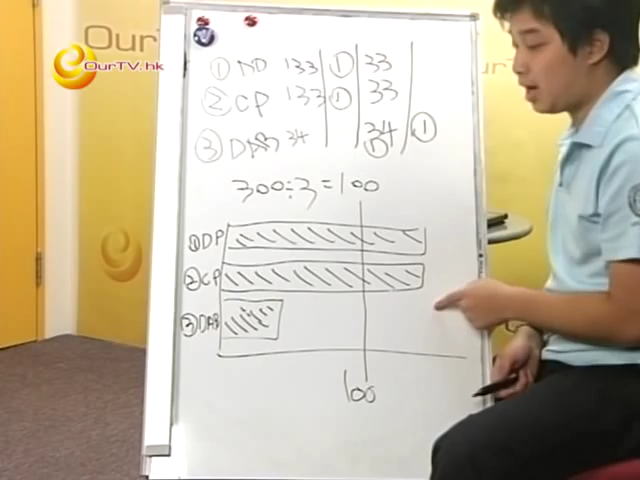 OurTV
OurTV.hk
① DP 133 ① 33
② CP 133 ① 33
③ DAB 34 34 ①
300÷3=100
①DP
②CP
③DAB
100